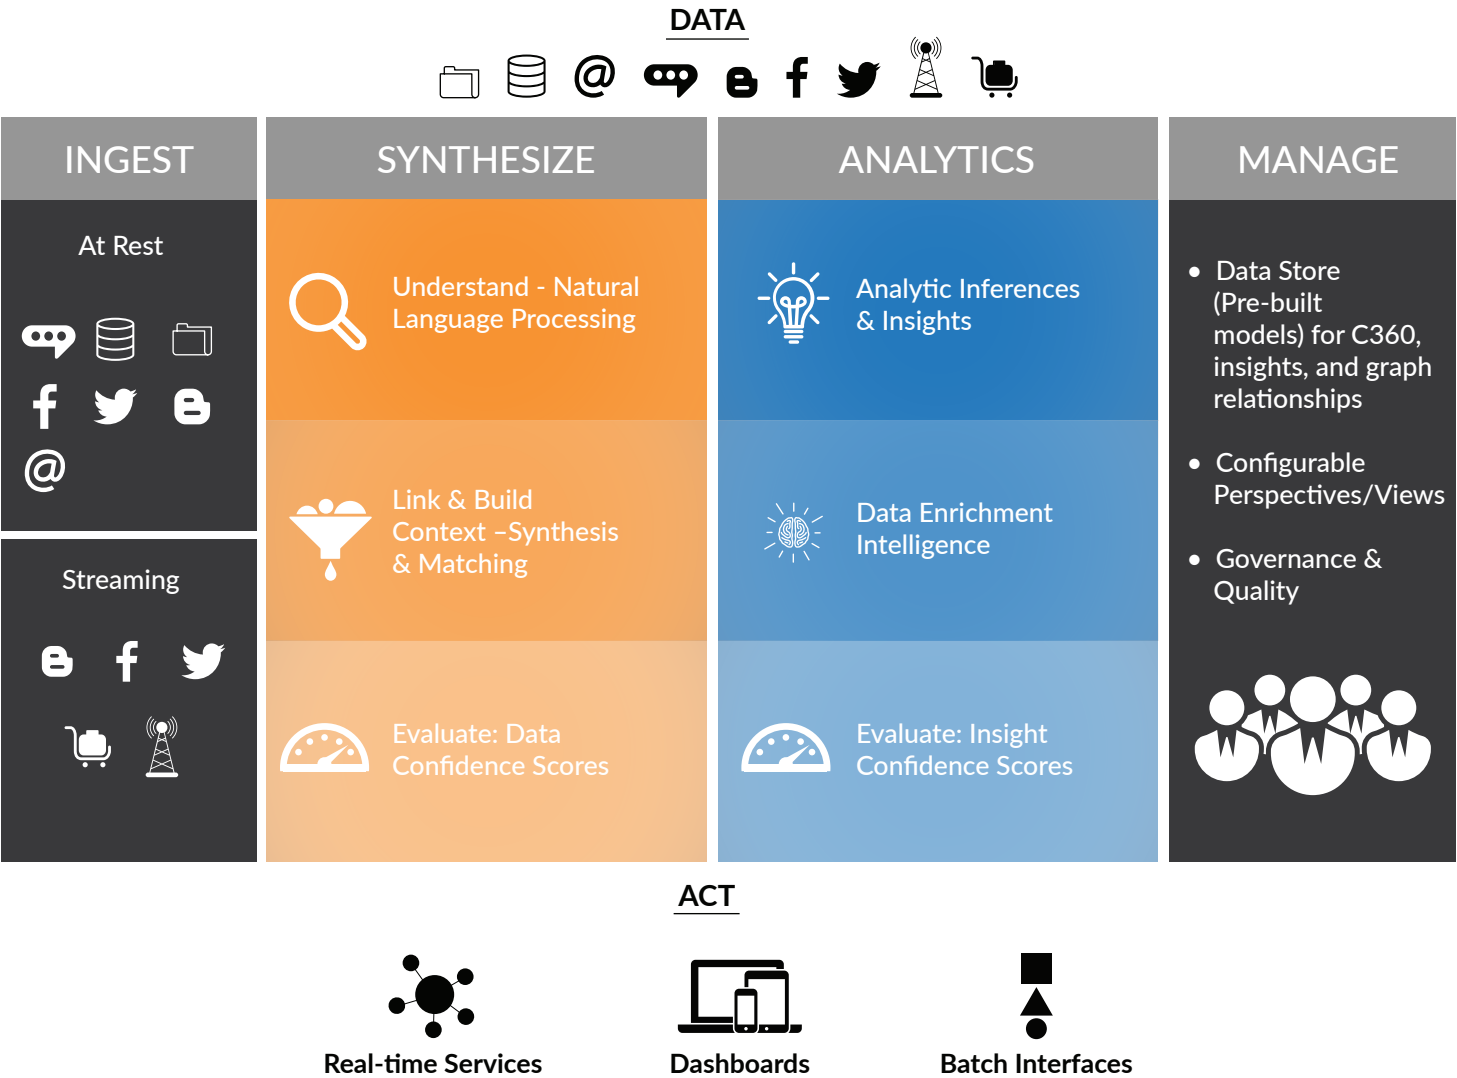 DATA
INGEST
At Rest
Streaming
SYNTHESIZE
Understand - Natural
Language Processing
Link & Build
Context –Synthesis
& Matching
Evaluate: Data
Confidence Scores
ANALYTICS
Analytic Inferences
& Insights
Data Enrichment
Intelligence
Evaluate: Insight
Confidence Scores
MANAGE
• Data Store
(Pre-built
models) for C360,
insights, and graph
relationships
• Configurable
Perspectives/Views
• Governance &
Quality
ACT
Real-time Services
Dashboards
Batch Interfaces